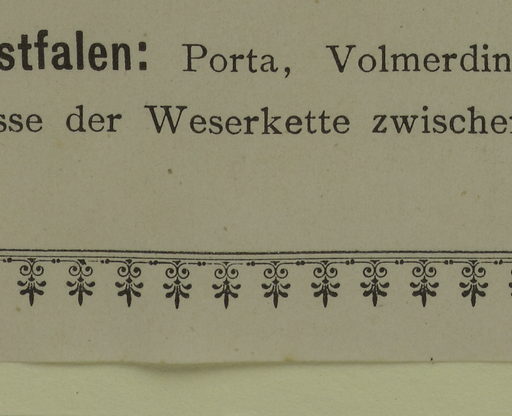 stfalen: Porta, Volmerdin
sse der Weserkette zwischen